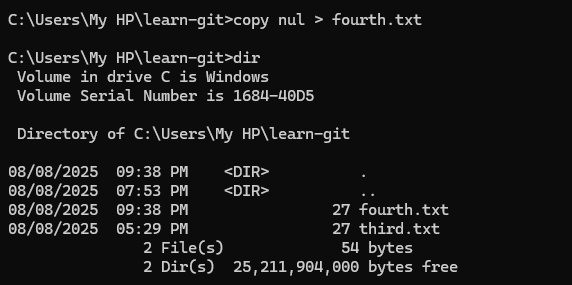 C:\Users\My HP\learn-git>copy nul > fourth.txt
C:\Users\My HP\learn-git>dir
 Volume in drive C is Windows
 Volume Serial Number is 1684-40D5
 Directory of C:\Users\My HP\learn-git
08/08/2025  09:38 PM    <DIR>          .
08/08/2025  07:53 PM    <DIR>          ..
08/08/2025  09:38 PM                27 fourth.txt
08/08/2025  05:29 PM                27 third.txt
               2 File(s)             54 bytes
               2 Dir(s)  25,211,904,000 bytes free